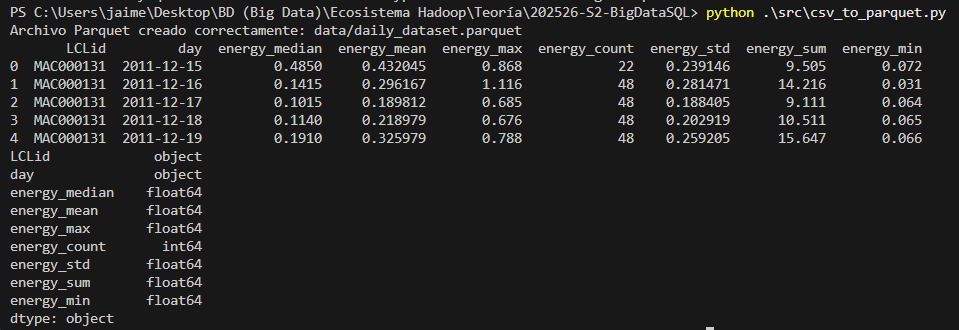 PS C:\Users\jaime\Desktop\BD (Big Data)\Ecosistema Hadoop\Teoría\202526-S2-BigDataSQL> python .\src\csv_to_parquet.py
Archivo Parquet creado correctamente: data/daily_dataset.parquet
LCLid day energy_median energy_mean energy_max energy_count energy_std energy_sum energy_min
0 MAC000131 2011-12-15 0.4850 0.432045 0.868 22 0.239146 9.505 0.072
1 MAC000131 2011-12-16 0.1415 0.296167 1.116 48 0.281471 14.216 0.031
2 MAC000131 2011-12-17 0.1015 0.189812 0.685 48 0.188405 9.111 0.064
3 MAC000131 2011-12-18 0.1140 0.218979 0.676 48 0.202919 10.511 0.065
4 MAC000131 2011-12-19 0.1910 0.325979 0.788 48 0.259205 15.647 0.066
LCLid object
day object
energy_median float64
energy_mean float64
energy_max float64
energy_count int64
energy_std float64
energy_sum float64
energy_min float64
dtype: object